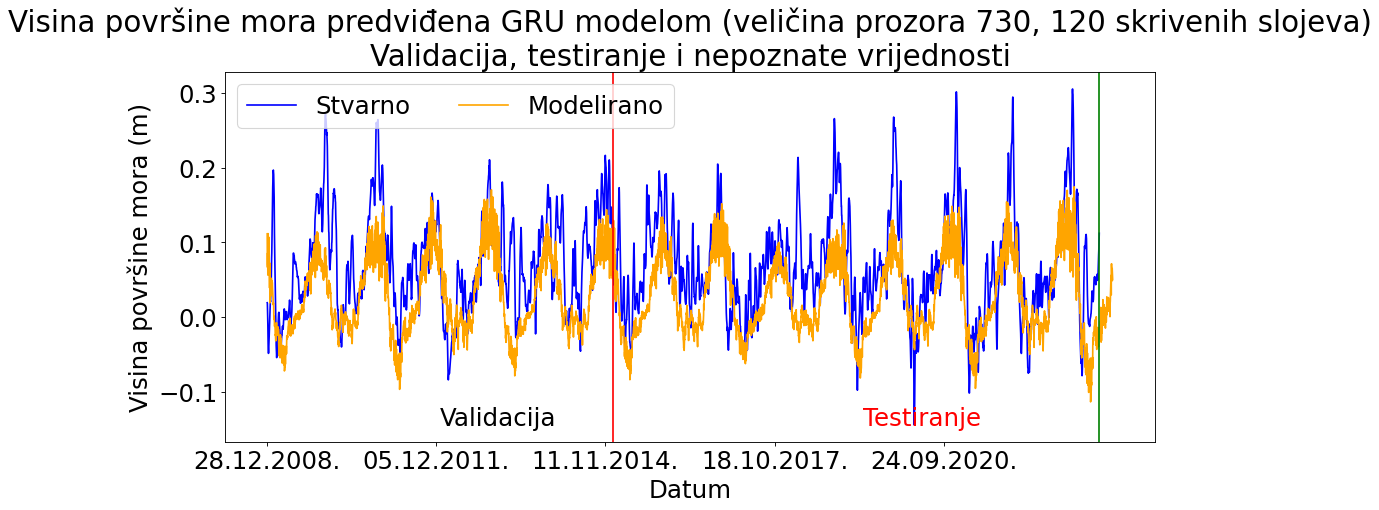 Visina površine mora predviđena GRU modelom (veličina prozora 730, 120 skrivenih slojeva)
Validacija, testiranje i nepoznate vrijednosti
Stvarno
Modelirano
Visina površine mora (m)
0.3
0.2
0.1
0.0
−0.1
Validacija
Testiranje
28.12.2008.
05.12.2011.
11.11.2014.
18.10.2017.
24.09.2020.
Datum